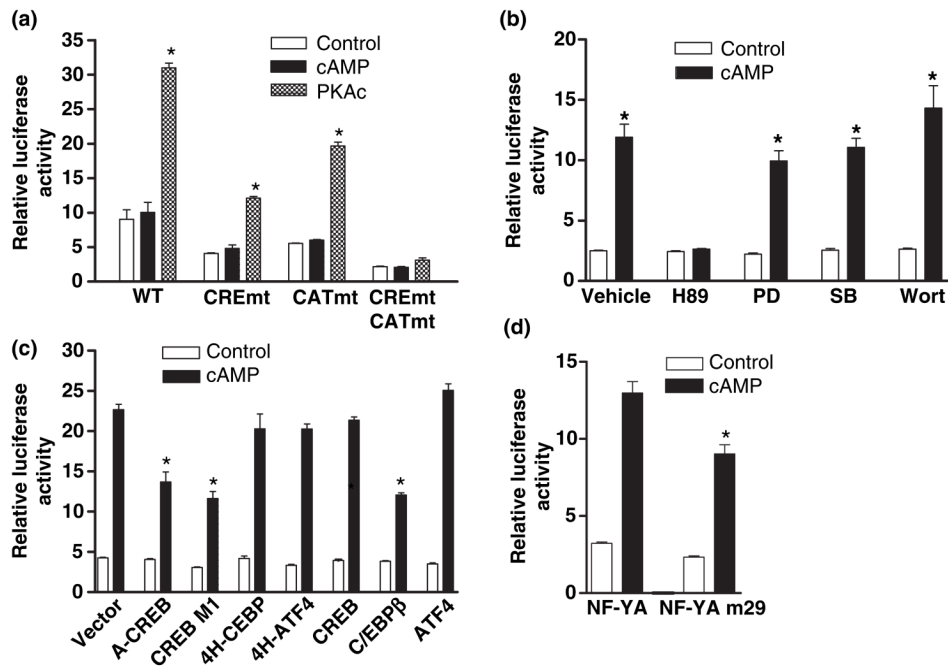 (a)
Relative luciferase
activity
35
30
25
20
15
10
5
0
Control
cAMP
PKAc
*
*
*
WT
CREmt
CATmt
CREmt
CATmt
(b)
Relative luciferase
activity
20
15
10
5
0
Control
cAMP
*
*
*
*
Vehicle
H89
PD
SB
Wort
(c)
Relative luciferase
activity
30
25
20
15
10
5
0
Control
cAMP
*
*
*
*
Vector
A-CREB
CREB M1
4H-CEBP
4H-ATF4
CREB
C/EBPβ
ATF4
(d)
Relative luciferase
activity
15
10
5
0
Control
cAMP
*
NF-YA
NF-YA m29